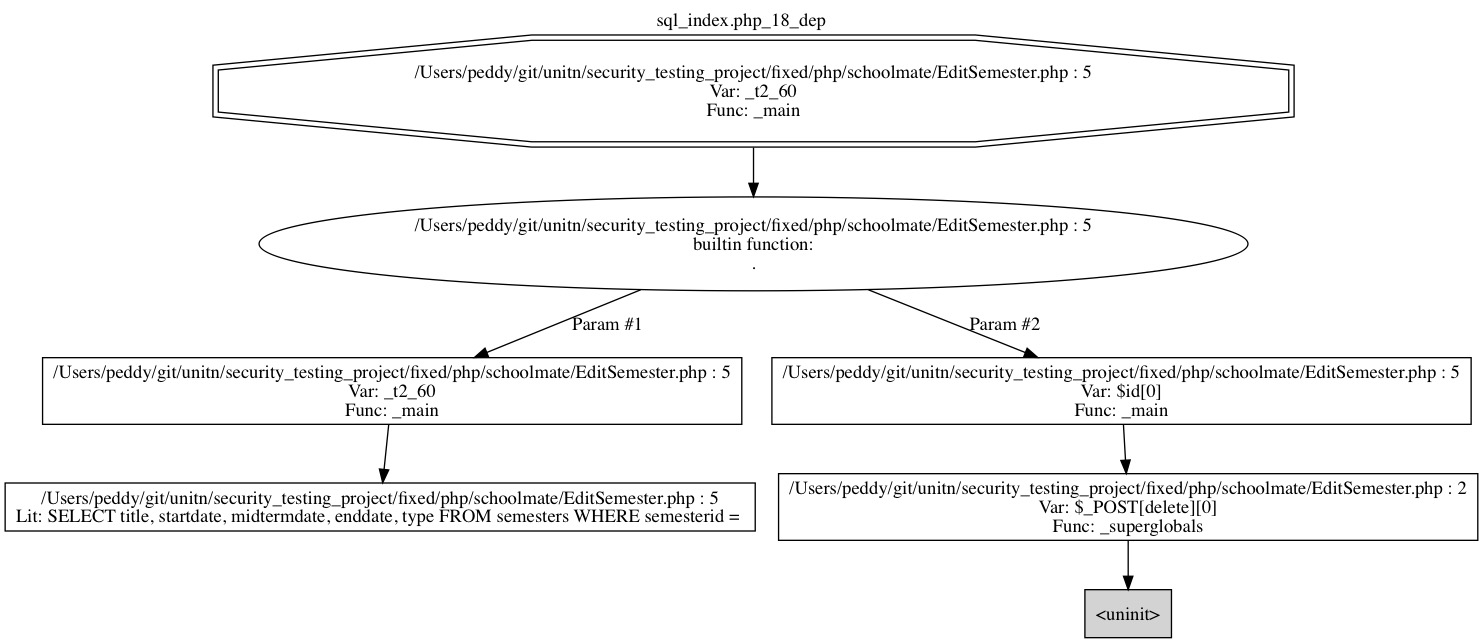 sql_index.php_18_dep
/Users/peddy/git/unitn/security_testing_project/fixed/php/schoolmate/EditSemester.php : 5
Var: _t2_60
Func: _main
/Users/peddy/git/unitn/security_testing_project/fixed/php/schoolmate/EditSemester.php : 5
builtin function:
.
Param #1
Param #2
/Users/peddy/git/unitn/security_testing_project/fixed/php/schoolmate/EditSemester.php : 5
Var: _t2_60
Func: _main
/Users/peddy/git/unitn/security_testing_project/fixed/php/schoolmate/EditSemester.php : 5
Var: $id[0]
Func: _main
/Users/peddy/git/unitn/security_testing_project/fixed/php/schoolmate/EditSemester.php : 5
Lit: SELECT title, startdate, midtermdate, enddate, type FROM semesters WHERE semesterid =
/Users/peddy/git/unitn/security_testing_project/fixed/php/schoolmate/EditSemester.php : 2
Var: $_POST[delete][0]
Func: _superglobals
<uninit>